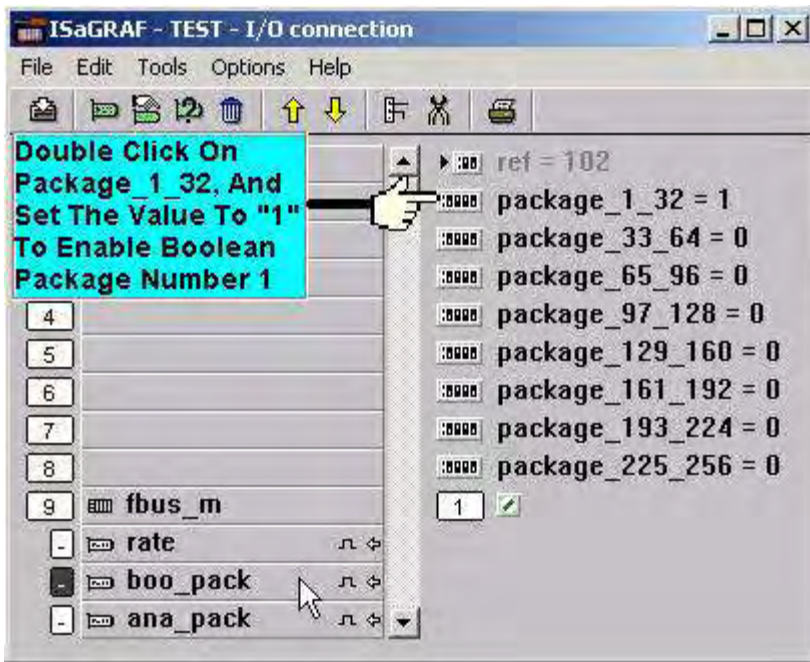 ISaGRAF - TEST - I/O connection
File Edit Tools Options Help
Double Click On
Package_1_32, And
Set The Value To "1"
To Enable Boolean
Package Number 1
4
5
6
7
8
9 fbus_m
- rate
- boo_pack
- ana_pack
ref = 102
package_1_32 = 1
package_33_64 = 0
package_65_96 = 0
package_97_128 = 0
package_129_160 = 0
package_161_192 = 0
package_193_224 = 0
package_225_256 = 0
1